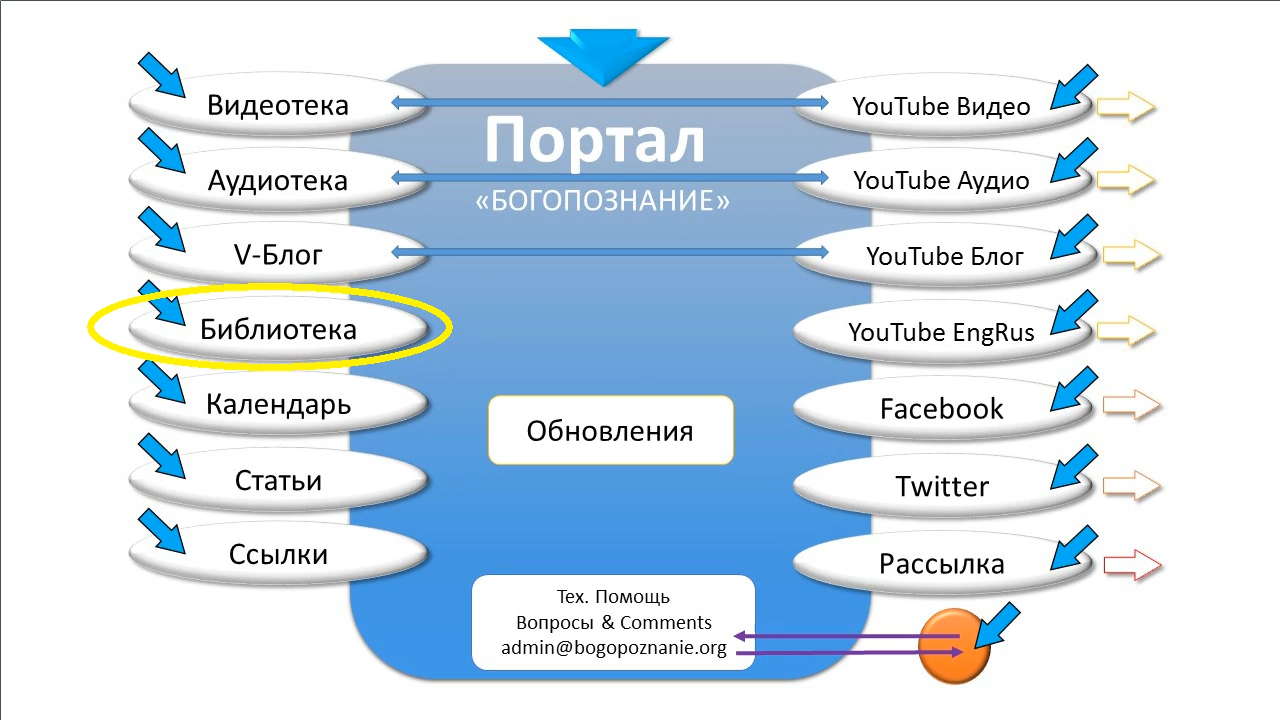 Видеотека
Аудиотека
V-Блог
Библиотека
Календарь
Статьи
Ссылки
Портал
«БОГОПОЗНАНИЕ»
Обновления
Тех. Помощь
Вопросы & Comments
admin@bogopoznanie.org
YouTube Видео
YouTube Аудио
YouTube Блог
YouTube EngRus
Facebook
Twitter
Рассылка